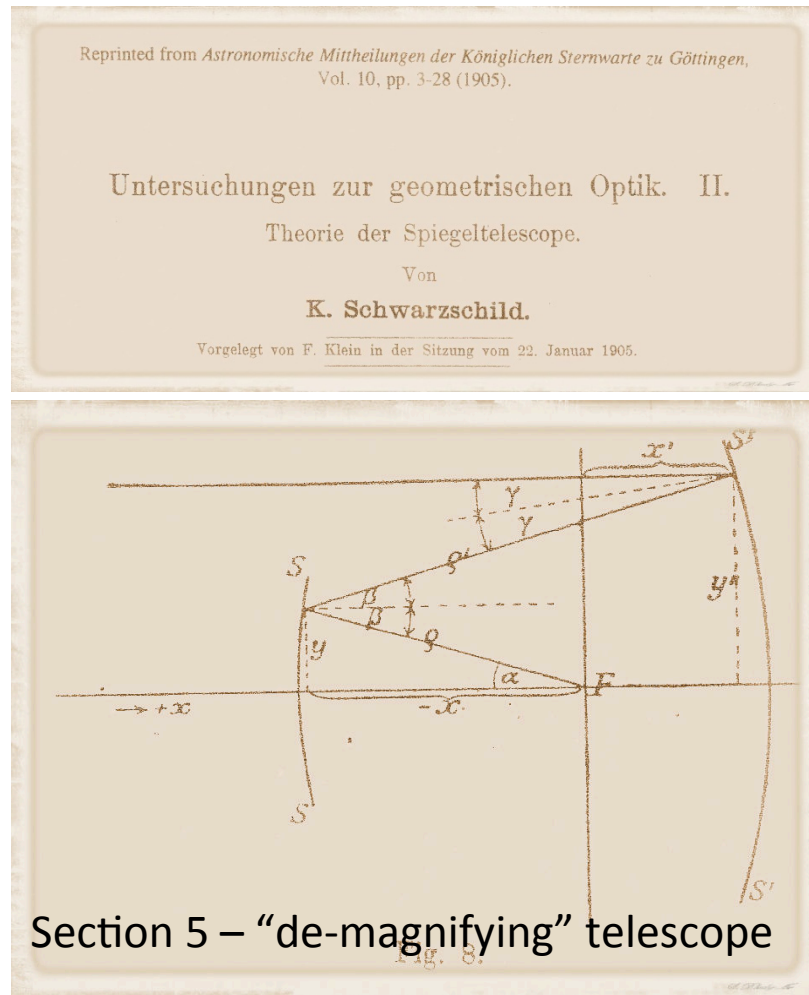 Reprinted from Astronomische Mittheilungen der Königlichen Sternwarte zu Göttingen,
Vol. 10, pp. 3-28 (1905).
Untersuchungen zur geometrischen Optik. II.
Theorie der Spiegeltelescope.
Von
K. Schwarzschild.
Vorgelegt von F. Klein in der Sitzung vom 22. Januar 1905.
S'
x'
γ
γ
S
ϱ'
β
β
y'
y
ϱ
α
F
→ +x
-x
S
S'
Section 5 – “de-magnifying” telescope
Fig. 8.